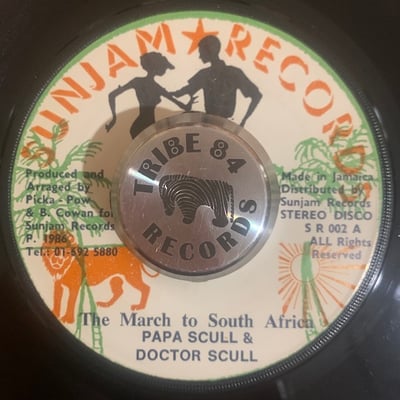 SUNJAM★RECORDS
TRIBE 84
RECORDS
Produced and
Arraged by
Picka - Pow
& B. Cowan for
Sunjam Records
P. 1986
Tel.: 01-692 5880
Made in Jamaica
Distributed by
Sunjam Records
STEREO DISCO
S R 002 A
ALL Rights
Reserved
The March to South Africa
PAPA SCULL &
DOCTOR SCULL